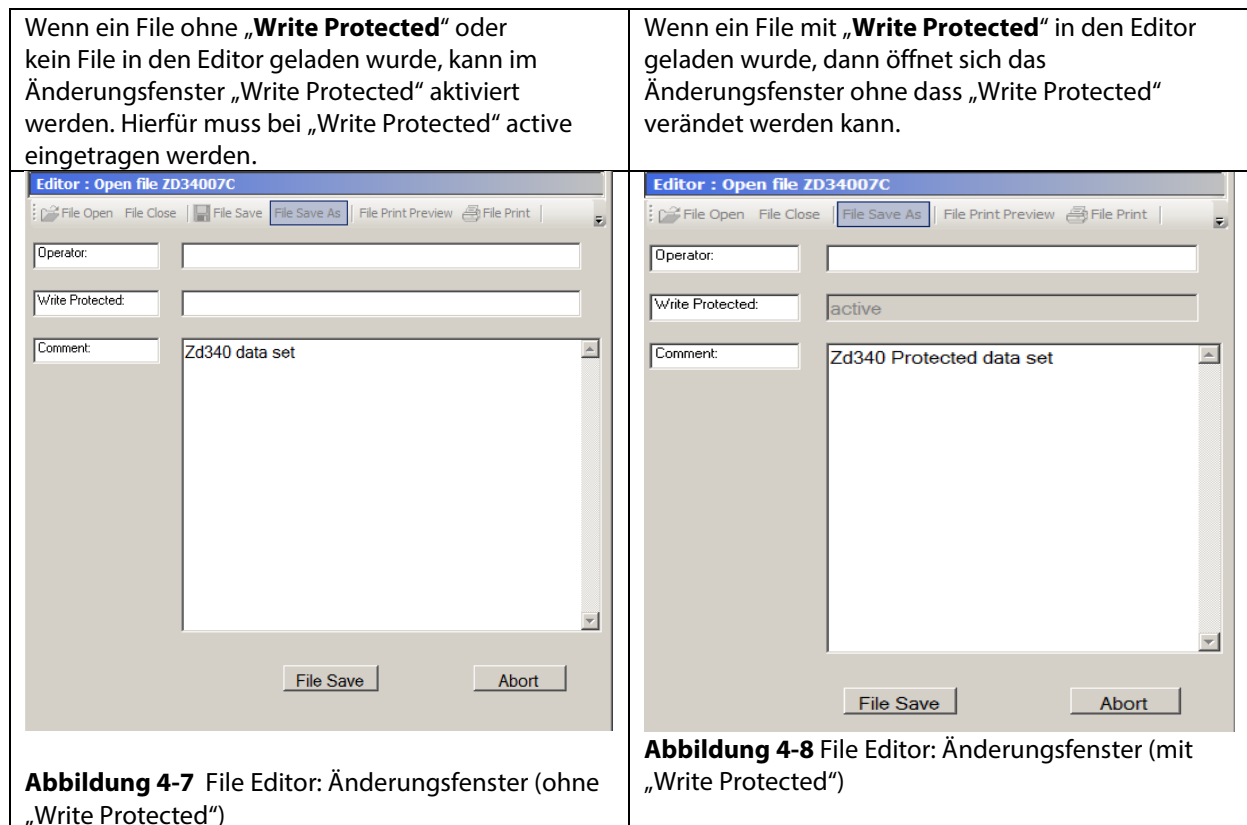 Wenn ein File ohne „Write Protected“ oder
kein File in den Editor geladen wurde, kann im
Änderungsfenster „Write Protected“ aktiviert
werden. Hierfür muss bei „Write Protected“ active
eingetragen werden.
Wenn ein File mit „Write Protected“ in den Editor
geladen wurde, dann öffnet sich das
Änderungsfenster ohne dass „Write Protected“
verändet werden kann.
Editor : Open file ZD34007C
File Open File Close File Save File Save As File Print Preview File Print
Operator:
Write Protected:
Comment: Zd340 data set
File Save Abort
Abbildung 4-7 File Editor: Änderungsfenster (ohne
„Write Protected“)
Editor : Open file ZD34007C
File Open File Close File Save As File Print Preview File Print
Operator:
Write Protected: active
Comment: Zd340 Protected data set
File Save Abort
Abbildung 4-8 File Editor: Änderungsfenster (mit
„Write Protected“)